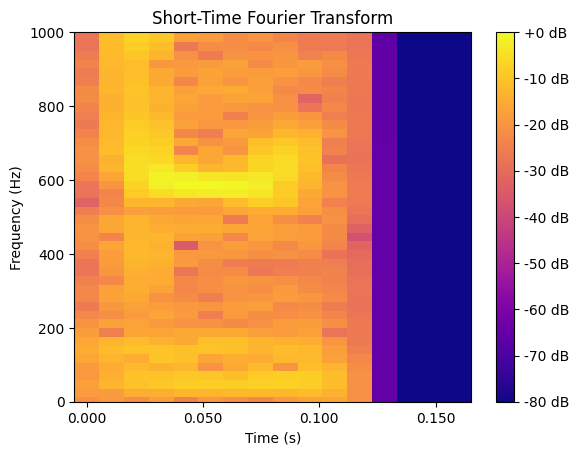 Short-Time Fourier Transform
Frequency (Hz)
1000
800
600
400
200
0
0.000
0.050
0.100
0.150
Time (s)
+0 dB
-10 dB
-20 dB
-30 dB
-40 dB
-50 dB
-60 dB
-70 dB
-80 dB